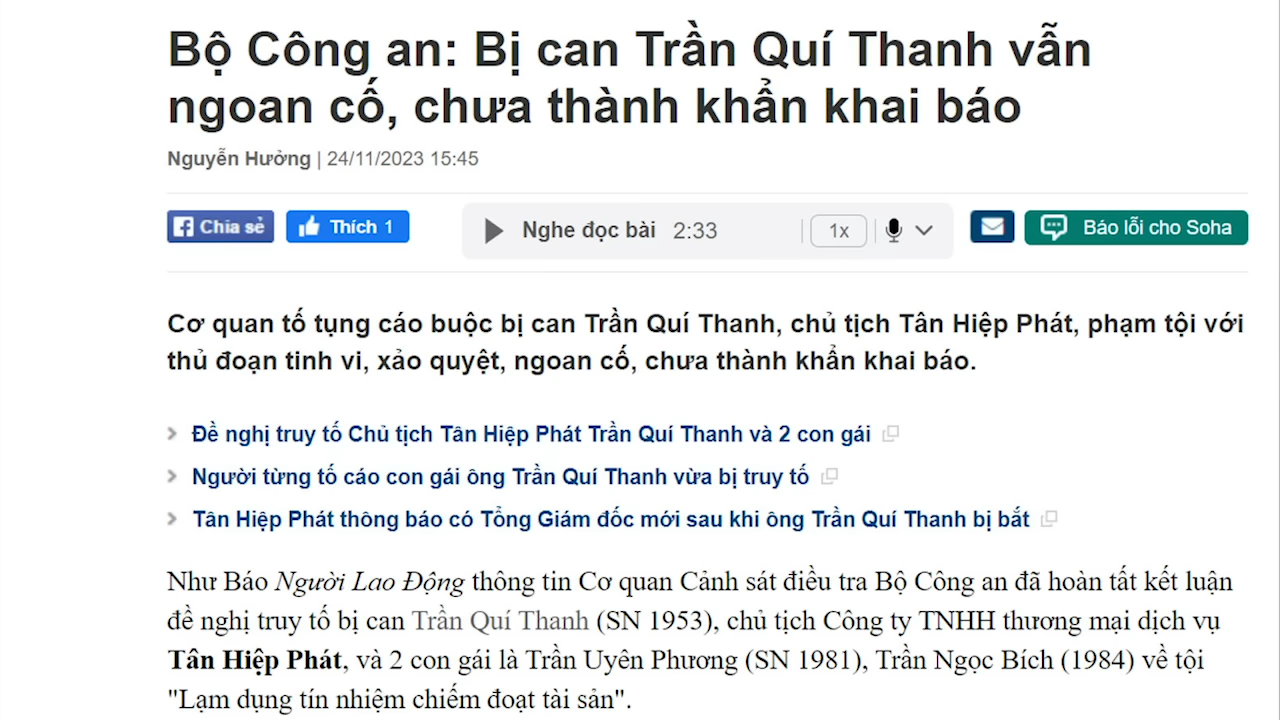 Bộ Công an: Bị can Trần Quí Thanh vẫn
ngoan cố, chưa thành khẩn khai báo
Nguyễn Hưởng | 24/11/2023 15:45
Chia sẻ
Thích 1
Nghe đọc bài 2:33
1x
Báo lỗi cho Soha
Cơ quan tố tụng cáo buộc bị can Trần Quí Thanh, chủ tịch Tân Hiệp Phát, phạm tội với
thủ đoạn tinh vi, xảo quyệt, ngoan cố, chưa thành khẩn khai báo.
Đề nghị truy tố Chủ tịch Tân Hiệp Phát Trần Quí Thanh và 2 con gái
Người từng tố cáo con gái ông Trần Quí Thanh vừa bị truy tố
Tân Hiệp Phát thông báo có Tổng Giám đốc mới sau khi ông Trần Quí Thanh bị bắt
Như Báo Người Lao Động thông tin Cơ quan Cảnh sát điều tra Bộ Công an đã hoàn tất kết luận
đề nghị truy tố bị can Trần Quí Thanh (SN 1953), chủ tịch Công ty TNHH thương mại dịch vụ
Tân Hiệp Phát, và 2 con gái là Trần Uyên Phương (SN 1981), Trần Ngọc Bích (1984) về tội
"Lạm dụng tín nhiệm chiếm đoạt tài sản".